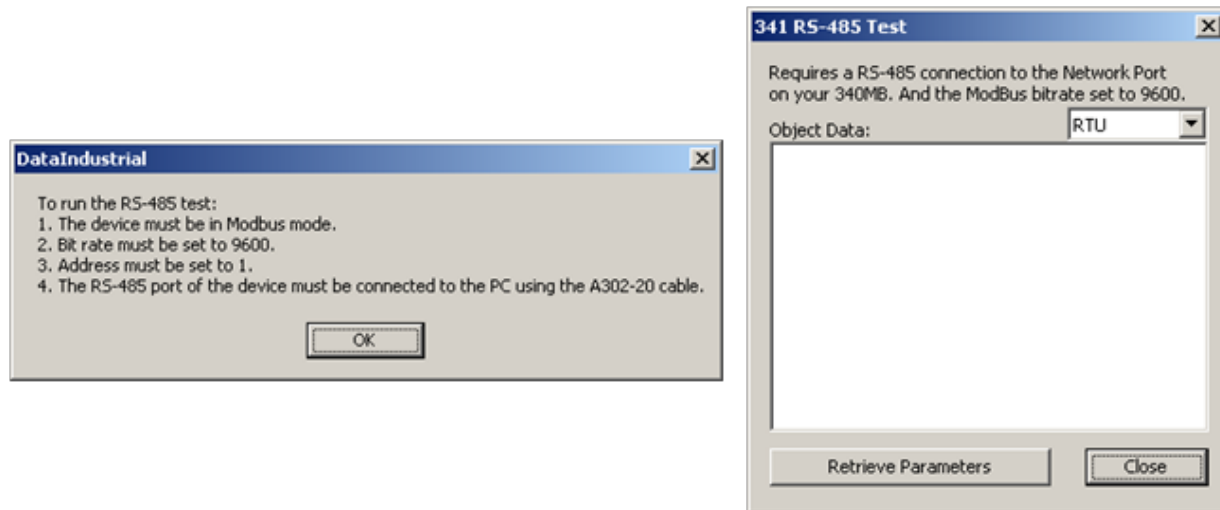 DataIndustrial
To run the RS-485 test:
1. The device must be in Modbus mode.
2. Bit rate must be set to 9600.
3. Address must be set to 1.
4. The RS-485 port of the device must be connected to the PC using the A302-20 cable.
OK
341 RS-485 Test
Requires a RS-485 connection to the Network Port
on your 340MB. And the ModBus bitrate set to 9600.
Object Data:
RTU
Retrieve Parameters
Close